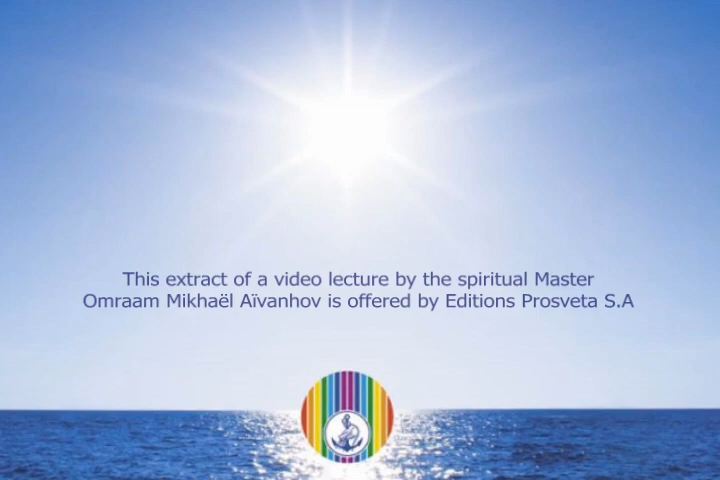 This extract of a video lecture by the spiritual Master
Omraam Mikhaël Aïvanhov is offered by Editions Prosveta S.A